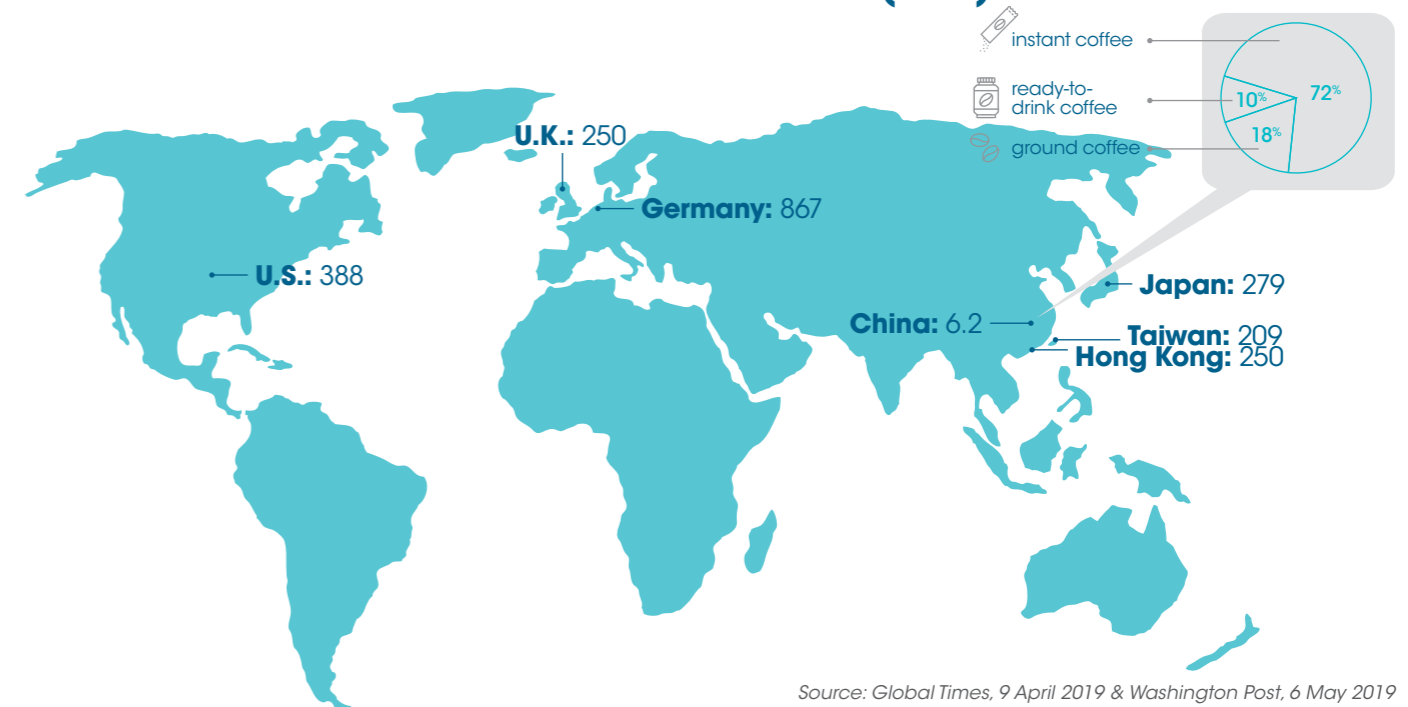 instant coffee
ready-to-
drink coffee
ground coffee
72%
10%
18%
U.K.: 250
Germany: 867
U.S.: 388
Japan: 279
China: 6.2
Taiwan: 209
Hong Kong: 250
Source: Global Times, 9 April 2019 & Washington Post, 6 May 2019